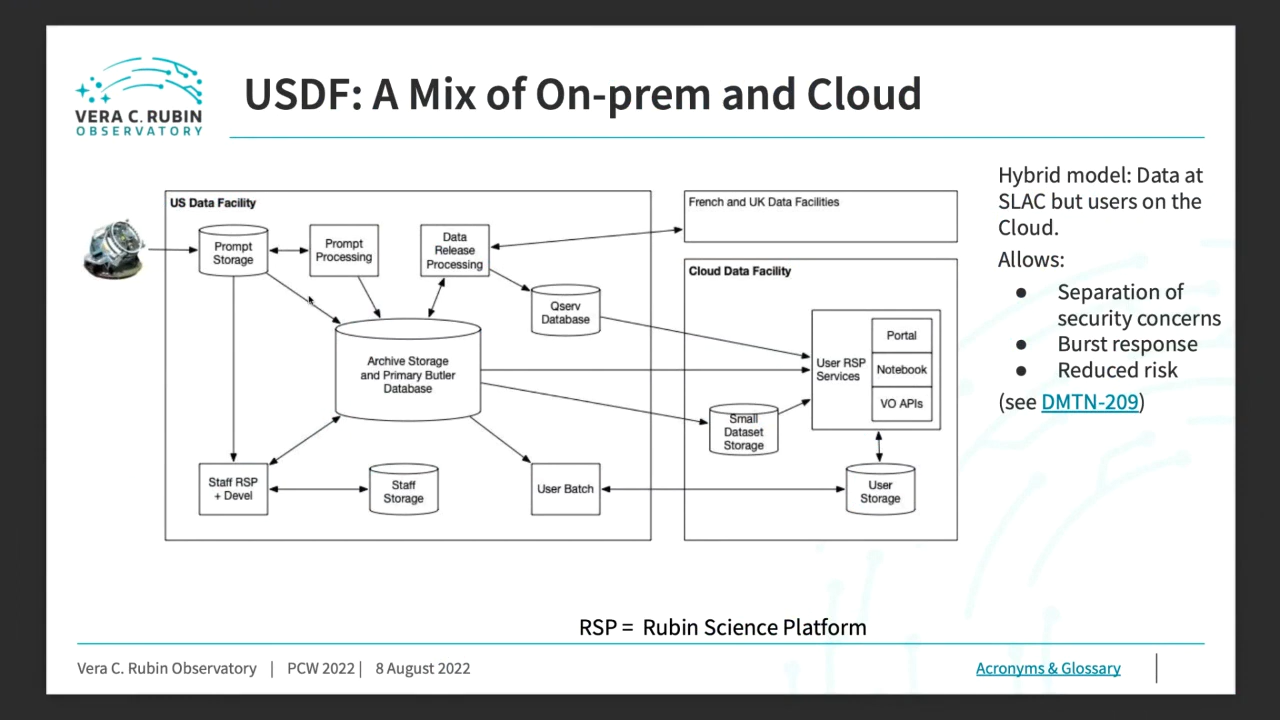 VERA C. RUBIN
OBSERVATORY
USDF: A Mix of On-prem and Cloud
US Data Facility
Prompt
Storage
Prompt
Processing
Data
Release
Processing
Qserv
Database
Archive Storage
and Primary Butler
Database
Staff RSP
+ Devel
Staff
Storage
User Batch
French and UK Data Facilities
Cloud Data Facility
User RSP
Services
Portal
Notebook
VO APIs
Small
Dataset
Storage
User
Storage
Hybrid model: Data at
SLAC but users on the
Cloud.
Allows:
● Separation of
security concerns
● Burst response
● Reduced risk
(see DMTN-209)
RSP = Rubin Science Platform
Vera C. Rubin Observatory | PCW 2022 | 8 August 2022
Acronyms & Glossary |